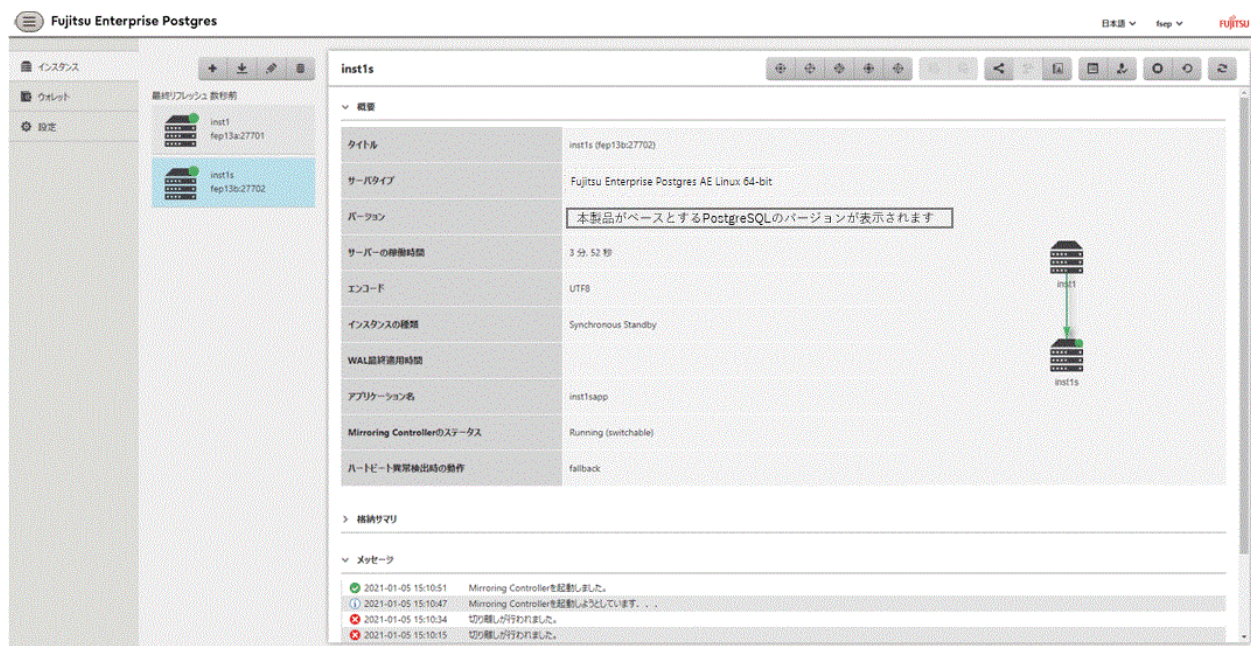 Fujitsu Enterprise Postgres
日本語 fsep FUJITSU
インスタンス
ウォレット
設定
最終リフレッシュ 数秒前
inst1
fep13a:27701
inst1s
fep13b:27702
inst1s
概要
タイトル inst1s (fep13b:27702)
サーバタイプ Fujitsu Enterprise Postgres AE Linux 64-bit
バージョン 本製品がベースとするPostgreSQLのバージョンが表示されます
サーバーの稼働時間 3 分, 52 秒
エンコード UTF8
インスタンスの種類 Synchronous Standby
WAL最終適用時間
アプリケーション名 inst1sapp
Mirroring Controllerのステータス Running (switchable)
ハートビート異常検出時の動作 fallback
inst1
inst1s
格納サマリ
メッセージ
2021-01-05 15:10:51 Mirroring Controllerを起動しました。
2021-01-05 15:10:47 Mirroring Controllerを起動しようとしています. . .
2021-01-05 15:10:34 切り離しが行われました。
2021-01-05 15:10:15 切り離しが行われました。